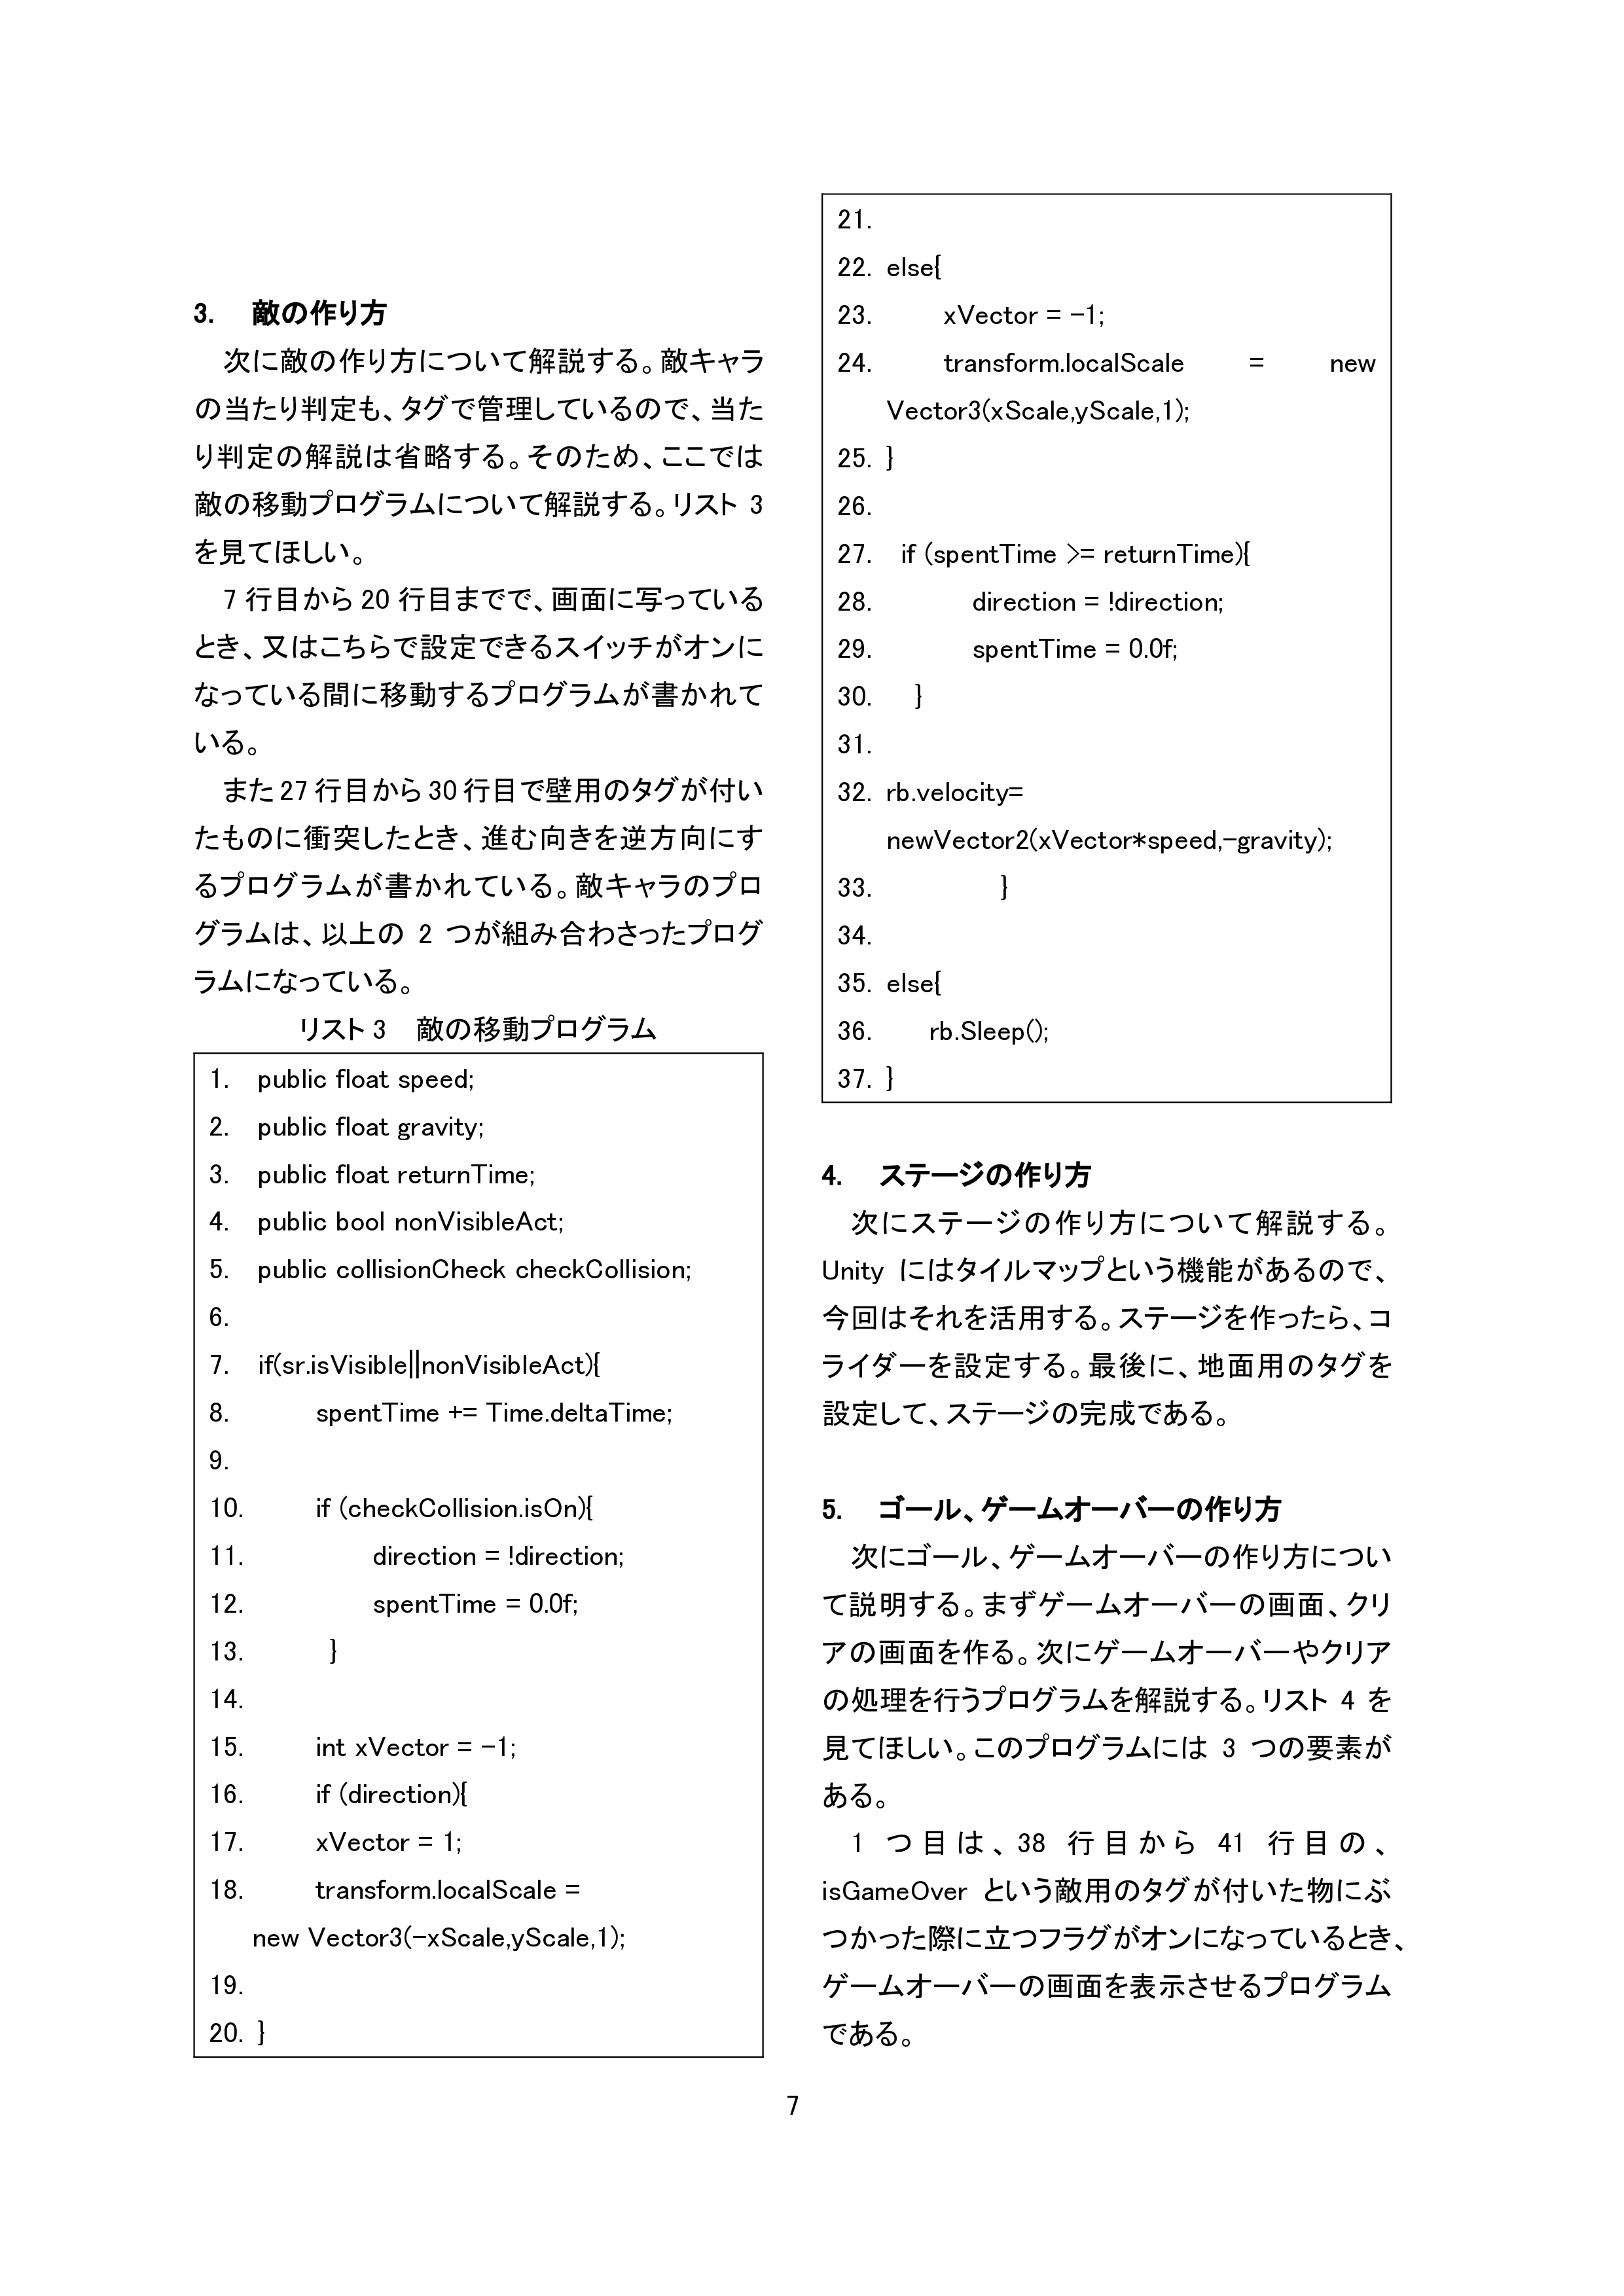 3.　敵の作り方
　次に敵の作り方について解説する。敵キャラ
の当たり判定も、タグで管理しているので、当た
り判定の解説は省略する。そのため、ここでは
敵の移動プログラムについて解説する。リスト 3
を見てほしい。
　7 行目から 20 行目までで、画面に写っている
とき、又はこちらで設定できるスイッチがオンに
なっている間に移動するプログラムが書かれて
いる。
　また 27 行目から 30 行目で壁用のタグが付い
たものに衝突したとき、進む向きを逆方向にす
るプログラムが書かれている。敵キャラのプロ
グラムは、以上の 2 つが組み合わさったプログ
ラムになっている。
リスト 3　敵の移動プログラム
1. public float speed;
2. public float gravity;
3. public float returnTime;
4. public bool nonVisibleAct;
5. public collisionCheck checkCollision;
6.
7. if(sr.isVisible||nonVisibleAct){
8. spentTime += Time.deltaTime;
9.
10. if (checkCollision.isOn){
11. direction = !direction;
12. spentTime = 0.0f;
13. }
14.
15. int xVector = -1;
16. if (direction){
17. xVector = 1;
18. transform.localScale =
new Vector3(-xScale,yScale,1);
19.
20. }
21.
22. else{
23. xVector = -1;
24. transform.localScale = new
Vector3(xScale,yScale,1);
25. }
26.
27. if (spentTime >= returnTime){
28. direction = !direction;
29. spentTime = 0.0f;
30. }
31.
32. rb.velocity=
newVector2(xVector*speed,-gravity);
33. }
34.
35. else{
36. rb.Sleep();
37. }
4.　ステージの作り方
　次にステージの作り方について解説する。
Unity にはタイルマップという機能があるので、
今回はそれを活用する。ステージを作ったら、コ
ライダーを設定する。最後に、地面用のタグを
設定して、ステージの完成である。
5.　ゴール、ゲームオーバーの作り方
　次にゴール、ゲームオーバーの作り方につい
て説明する。まずゲームオーバーの画面、クリ
アの画面を作る。次にゲームオーバーやクリア
の処理を行うプログラムを解説する。リスト 4 を
見てほしい。このプログラムには 3 つの要素が
ある。
　1 つ目は、38 行目から 41 行目の、
isGameOver という敵用のタグが付いた物にぶ
つかった際に立つフラグがオンになっているとき、
ゲームオーバーの画面を表示させるプログラム
である。
7